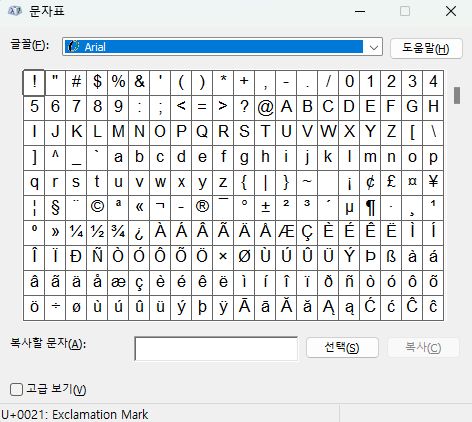 문자표
글꼴(F): Arial 도움말(H)
! " # $ % & ' ( ) * + , - . / 0 1 2 3 4
5 6 7 8 9 : ; < = > ? @ A B C D E F G H
I J K L M N O P Q R S T U V W X Y Z [ \
] ^ _ ` a b c d e f g h i j k l m n o p
q r s t u v w x y z { | } ~ ¡ ¢ £ ¤ ¥
¦ § ¨ © ª « ¬ - ® ¯ ° ± ² ³ ´ µ ¶ · ¸ ¹
º » ¼ ½ ¾ ¿ À Á Â Ã Ä Å Æ Ç È É Ê Ë Ì Í
Î Ï Ð Ñ Ò Ó Ô Õ Ö × Ø Ù Ú Û Ü Ý Þ ß à á
â ã ä å æ ç è é ê ë ì í î ï ð ñ ò ó ô õ
ö ÷ ø ù ú û ü ý þ ÿ Ā ā Ă ă Ą ą Ć ć Ĉ ĉ
복사할 문자(A): 선택(S) 복사(C)
고급 보기(V)
U+0021: Exclamation Mark